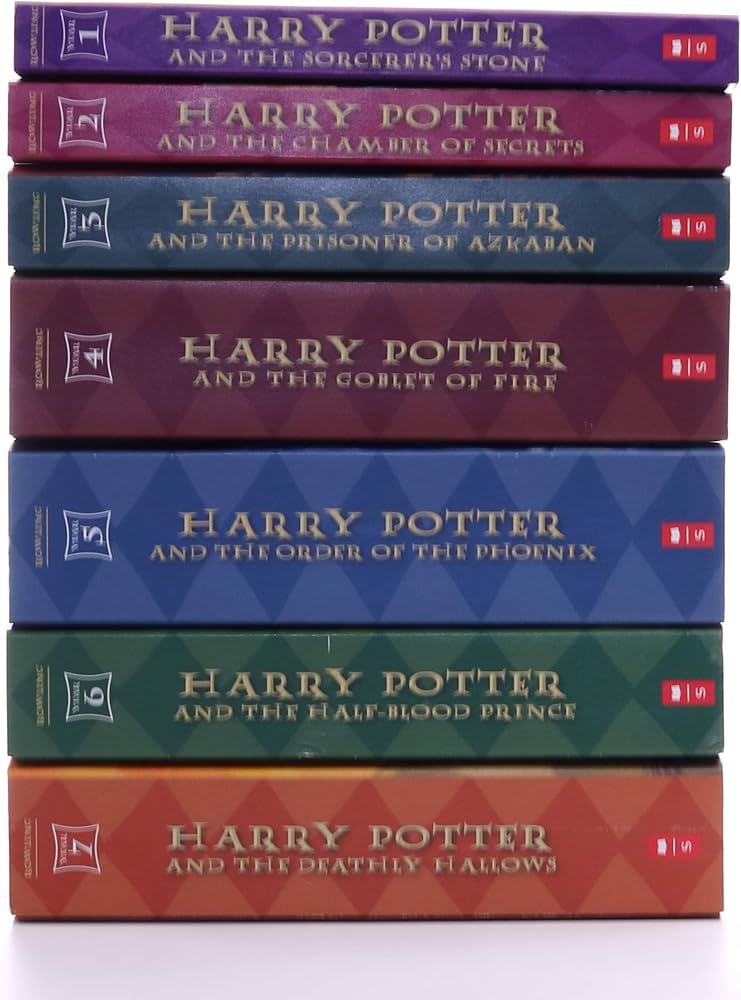 1
HARRY POTTER
AND THE SORCERER'S STONE
S
2
HARRY POTTER
AND THE CHAMBER OF SECRETS
S
3
HARRY POTTER
AND THE PRISONER OF AZKABAN
S
4
HARRY POTTER
AND THE GOBLET OF FIRE
S
5
HARRY POTTER
AND THE ORDER OF THE PHOENIX
S
6
HARRY POTTER
AND THE HALF-BLOOD PRINCE
S
7
HARRY POTTER
AND THE DEATHLY HALLOWS
S